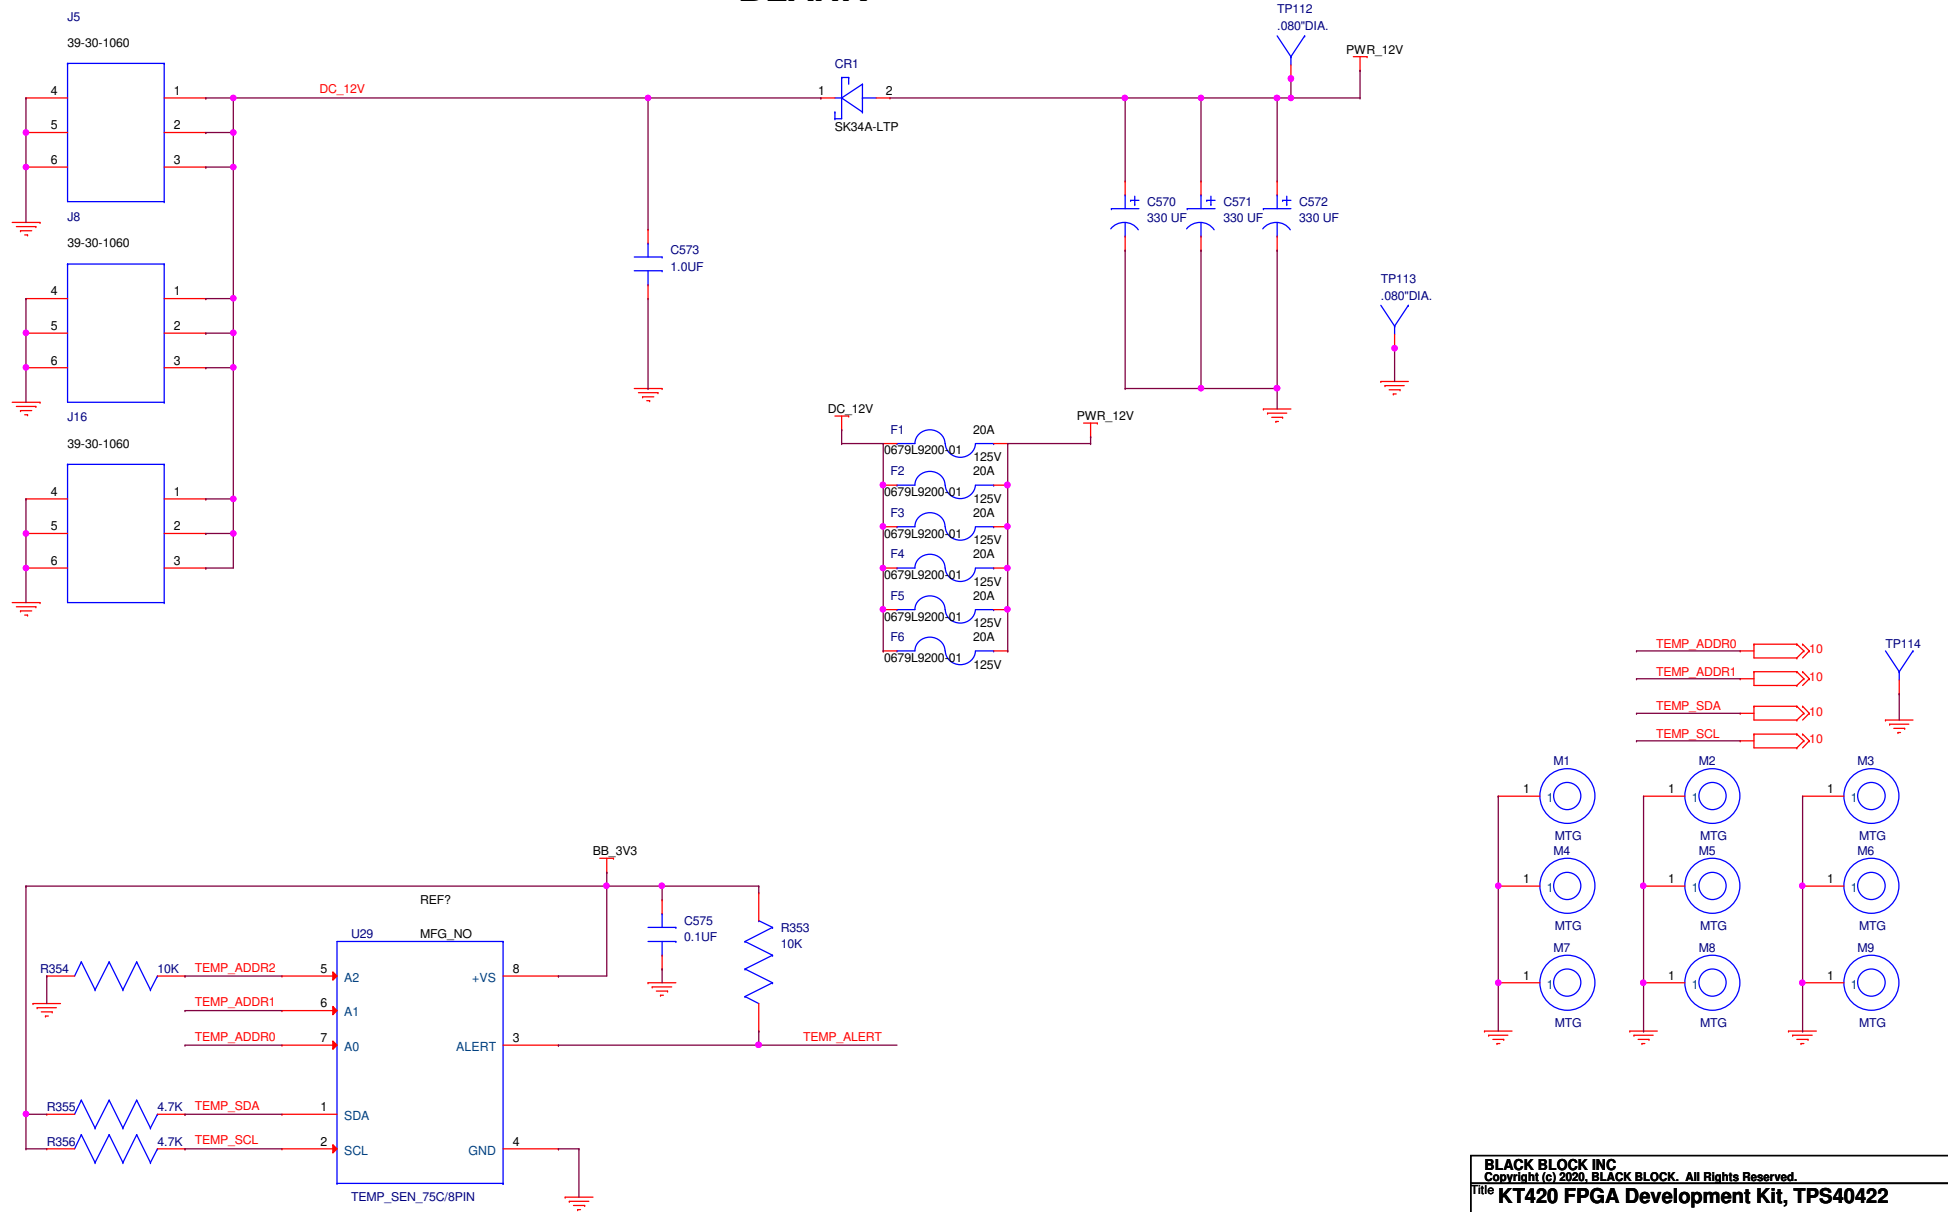 J5
39-30-1060
4 1
5 2
6 3
DC_12V
CR1
1 2
SK34A-LTP
TP112
.080"DIA.
PWR_12V
J8
39-30-1060
4 1
5 2
6 3
C573
1.0UF
C570
330 UF
C571
330 UF
C572
330 UF
TP113
.080"DIA.
J16
39-30-1060
4 1
5 2
6 3
DC_12V
PWR_12V
F1 20A
0679L9200-01 125V
F2 20A
0679L9200-01 125V
F3 20A
0679L9200-01 125V
F4 20A
0679L9200-01 125V
F5 20A
0679L9200-01 125V
F6 20A
0679L9200-01 125V
TEMP_ADDR0 10
TEMP_ADDR1 10
TEMP_SDA 10
TEMP_SCL 10
TP114
M1 M2 M3
1 1 1 1 1 1
MTG MTG MTG
M4 M5 M6
1 1 1 1 1 1
MTG MTG MTG
M7 M8 M9
1 1 1 1 1 1
MTG MTG MTG
BB_3V3
REF?
U29 MFG_NO
C575
0.1UF
R353
10K
R354 10K TEMP_ADDR2 5 A2 +VS 8
TEMP_ADDR1 6 A1
TEMP_ADDR0 7 A0 ALERT 3 TEMP_ALERT
R355 4.7K TEMP_SDA 1 SDA
R356 4.7K TEMP_SCL 2 SCL GND 4
TEMP_SEN_75C/8PIN
BLACK BLOCK INC
Copyright (c) 2020, BLACK BLOCK. All Rights Reserved.
Title KT420 FPGA Development Kit, TPS40422